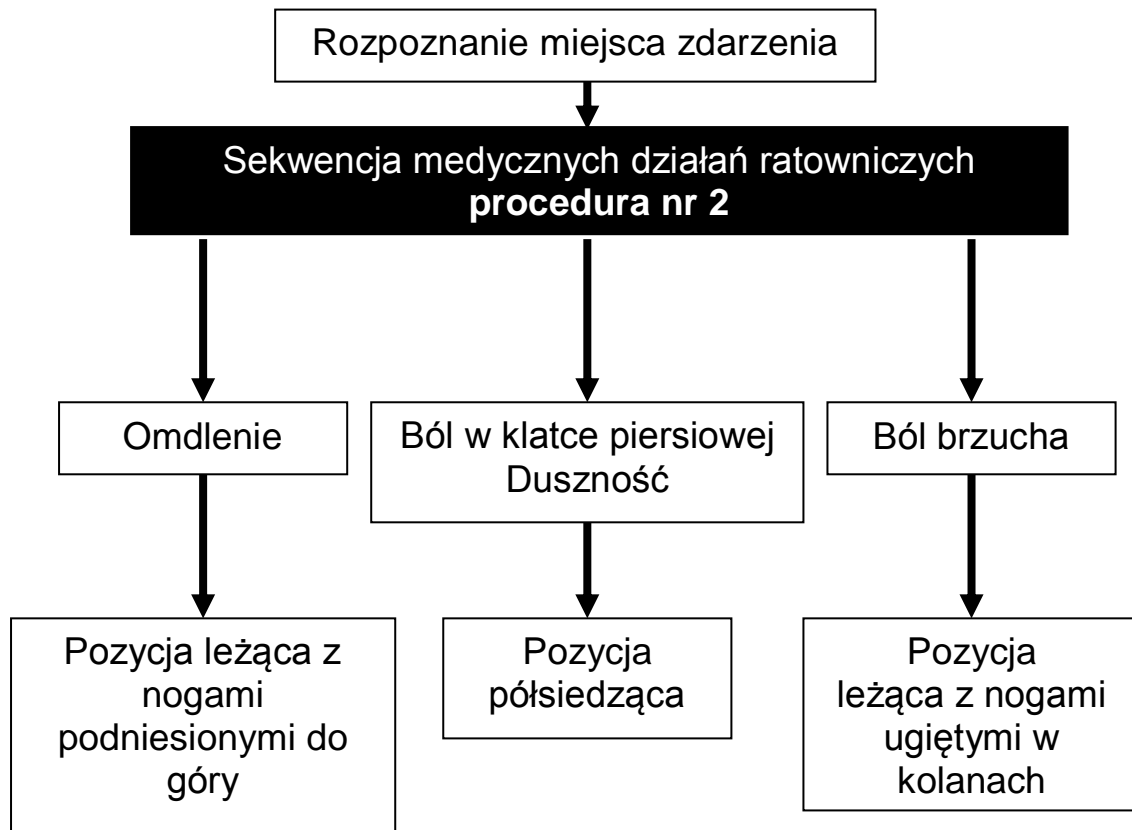 Rozpoznanie miejsca zdarzenia
Sekwencja medycznych działań ratowniczych
procedura nr 2
Omdlenie
Ból w klatce piersiowej
Duszność
Ból brzucha
Pozycja leżąca z
nogami
podniesionymi do
góry
Pozycja
półsiedząca
Pozycja
leżąca z nogami
ugiętymi w
kolanach